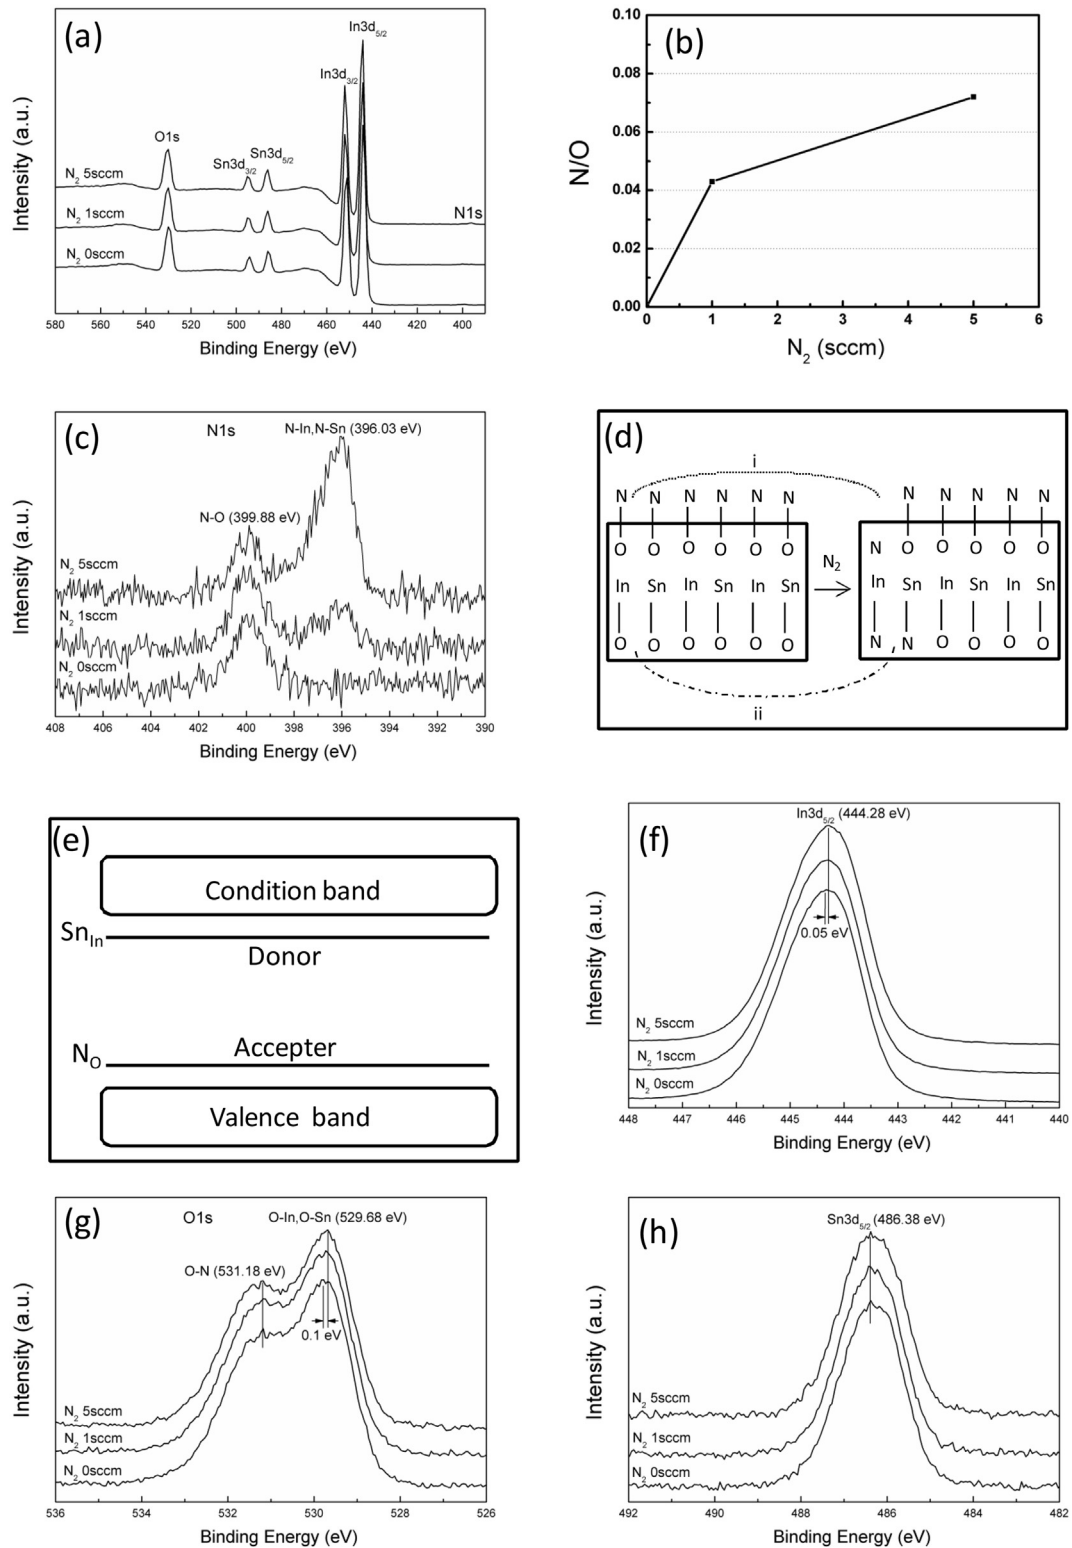 (a)
In3d5/2
In3d3/2
O1s
Sn3d3/2
Sn3d5/2
N2 5sccm
N2 1sccm
N2 0sccm
N1s
Intensity (a.u.)
580 560 540 520 500 480 460 440 420 400
Binding Energy (eV)
(b)
0.10
0.08
0.06
0.04
0.02
0.00
N/O
0 1 2 3 4 5 6
N2 (sccm)
(c)
N1s
N-In,N-Sn (396.03 eV)
N-O (399.88 eV)
N2 5sccm
N2 1sccm
N2 0sccm
Intensity (a.u.)
408 406 404 402 400 398 396 394 392 390
Binding Energy (eV)
(d)
i
N N N N N N
O O O O O O
In Sn In Sn In Sn
O O O O O O
N2
N N N N N
N O O O O O
In Sn In Sn In Sn
N N O O O O
ii
(e)
Condition band
SnIn
Donor
Accepter
NO
Valence band
(f)
In3d5/2 (444.28 eV)
0.05 eV
N2 5sccm
N2 1sccm
N2 0sccm
Intensity (a.u.)
448 447 446 445 444 443 442 441 440
Binding Energy (eV)
(g)
O1s
O-In,O-Sn (529.68 eV)
O-N (531.18 eV)
0.1 eV
N2 5sccm
N2 1sccm
N2 0sccm
Intensity (a.u.)
536 534 532 530 528 526
Binding Energy (eV)
(h)
Sn3d5/2 (486.38 eV)
N2 5sccm
N2 1sccm
N2 0sccm
Intensity (a.u.)
492 490 488 486 484 482
Binding Energy (eV)